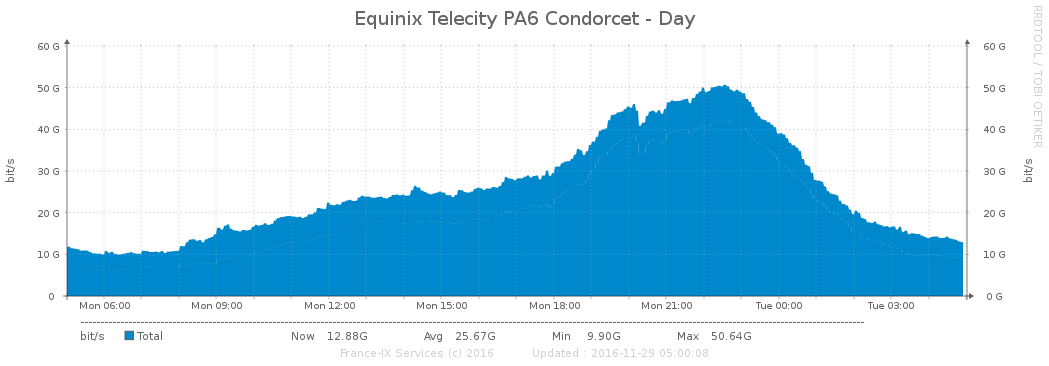 Equinix Telecity PA6 Condorcet - Day
RRDTOOL / TOBI OETIKER
60 G 60 G
50 G 50 G
40 G 40 G
30 G 30 G
20 G 20 G
10 G 10 G
0 0 G
bit/s bit/s
Mon 06:00 Mon 09:00 Mon 12:00 Mon 15:00 Mon 18:00 Mon 21:00 Tue 00:00 Tue 03:00
bit/s Total Now 12.88G Avg 25.67G Min 9.90G Max 50.64G
France-IX Services (c) 2016 Updated : 2016-11-29 05:00:08